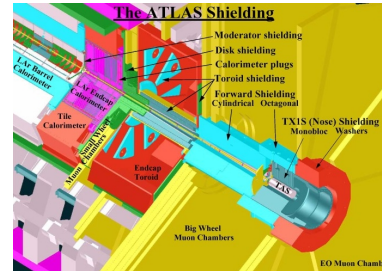 The ATLAS Shielding
Moderator shielding
Disk shielding
Calorimeter plugs
Toroid shielding
Forward Shielding
Cylindrical Octagonal
TX1S (Nose) Shielding
Monobloc Washers
LAr Barrel
Calorimeter
LAr Endcap
Calorimeter
Tile
Calorimeter
Small Wheel
Muon Chambers
Endcap
Toroid
TAS
Big Wheel
Muon Chambers
EO Muon Chamb